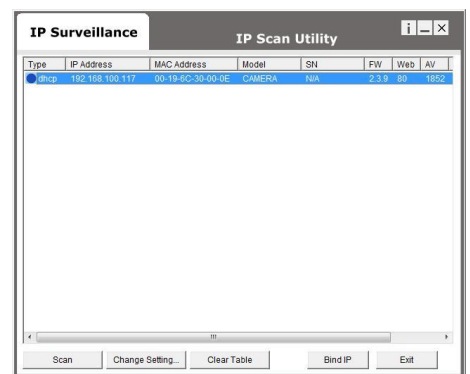 IP Surveillance
IP Scan Utility
i
Type IP Address MAC Address Model SN FW Web AV
dhcp 192.168.100.117 00-19-6C-30-00-0E CAMERA N/A 2.3.9 80 1852
Scan Change Setting... Clear Table Bind IP Exit